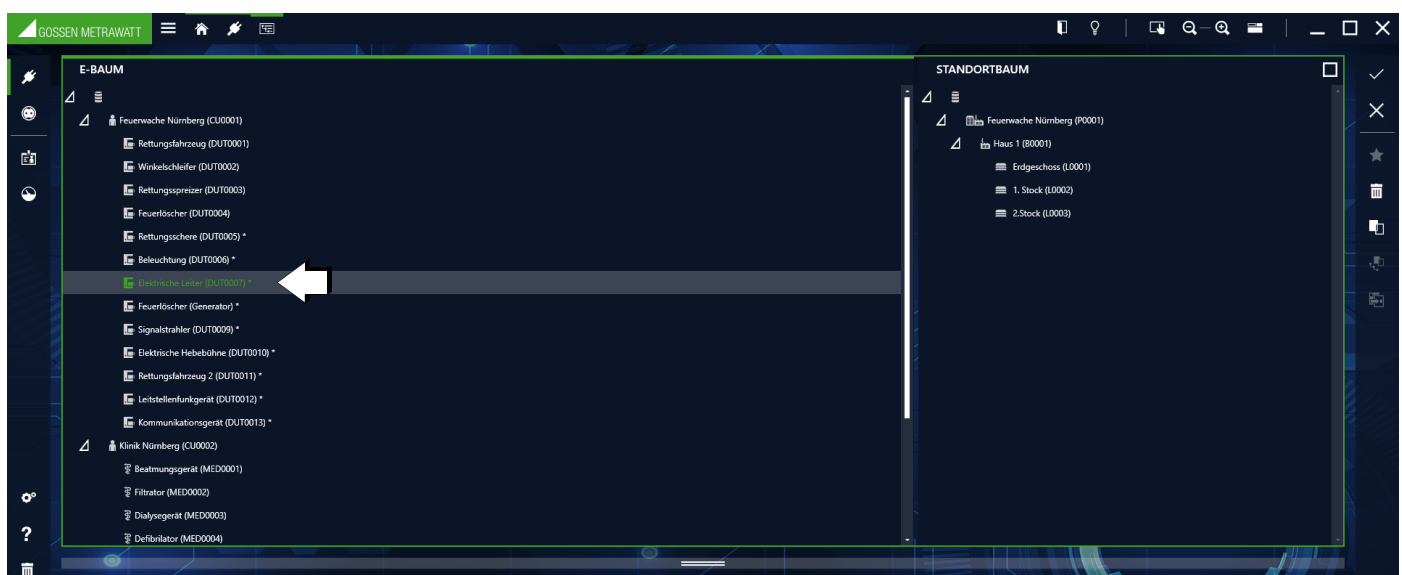 GOSSEN METRAWATT
E-BAUM
Feuerwache Nürnberg (CU0001)
Rettungsfahrzeug (DUT0001)
Winkelschleifer (DUT0002)
Rettungsspreizer (DUT0003)
Feuerlöscher (DUT0004)
Rettungsschere (DUT0005) *
Beleuchtung (DUT0006) *
Elektrische Leiter (DUT0007) *
Feuerlöscher (Generator) *
Signalstrahler (DUT0009) *
Elektrische Hebebühne (DUT0010) *
Rettungsfahrzeug 2 (DUT0011) *
Leitstellenfunkgerät (DUT0012) *
Kommunikationsgerät (DUT0013) *
Klinik Nürnberg (CU0002)
Beatmungsgerät (MED0001)
Filtrator (MED0002)
Dialysegerät (MED0003)
Defibrilator (MED0004)
STANDORTBAUM
Feuerwache Nürnberg (P0001)
Haus 1 (B0001)
Erdgeschoss (L0001)
1. Stock (L0002)
2.Stock (L0003)